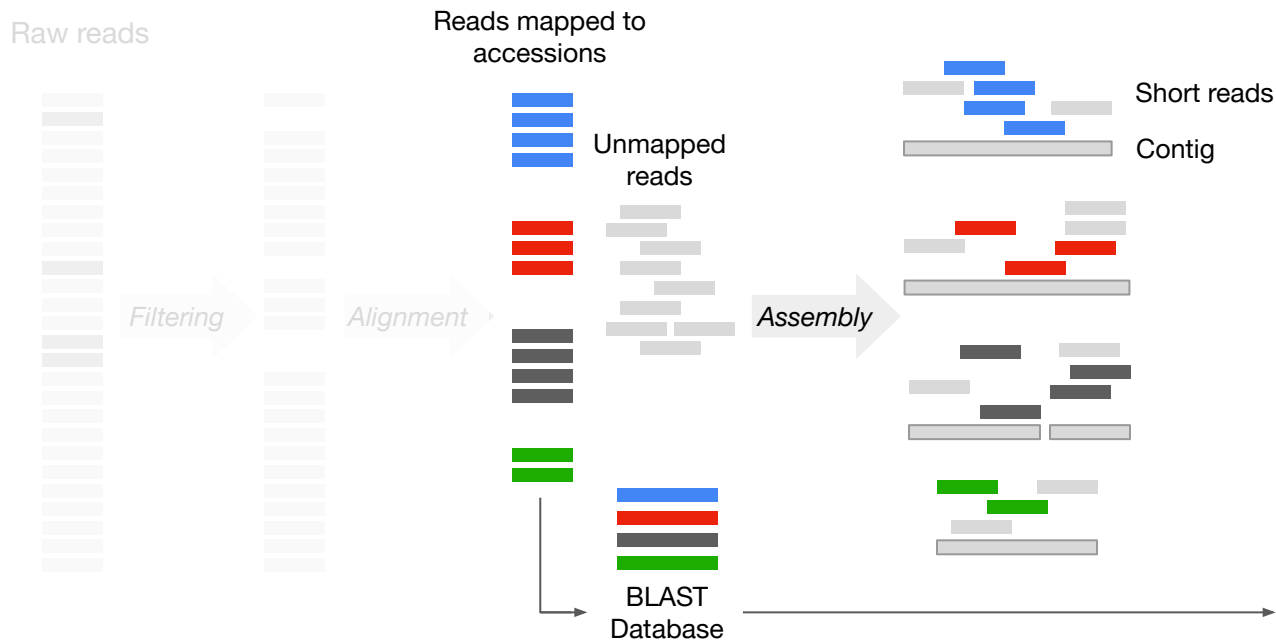 Raw reads
Reads mapped to
accessions
Unmapped
reads
Short reads
Contig
Filtering
Alignment
Assembly
BLAST
Database